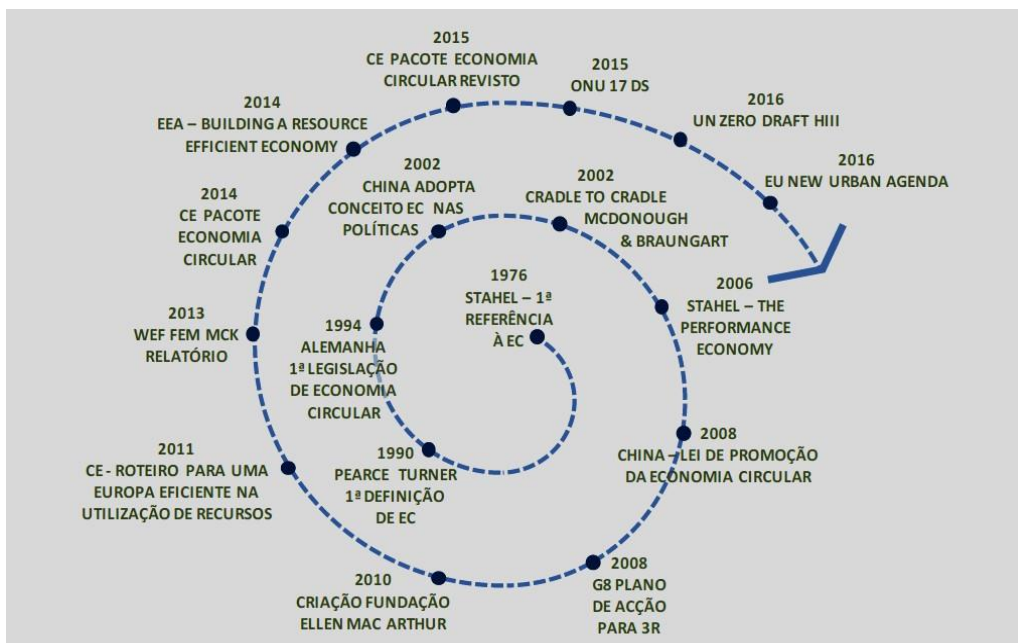 1976
STAHEL – 1ª
REFERÊNCIA
À EC
1990
PEARCE TURNER
1ª DEFINIÇÃO
DE EC
1994
ALEMANHA
1ª LEGISLAÇÃO
DE ECONOMIA
CIRCULAR
2002
CHINA ADOPTA
CONCEITO EC NAS
POLÍTICAS
2002
CRADLE TO CRADLE
MCDONOUGH
& BRAUNGART
2006
STAHEL – THE
PERFORMANCE
ECONOMY
2008
CHINA – LEI DE PROMOÇÃO
DA ECONOMIA CIRCULAR
2008
G8 PLANO
DE ACÇÃO
PARA 3R
2010
CRIAÇÃO FUNDAÇÃO
ELLEN MAC ARTHUR
2011
CE - ROTEIRO PARA UMA
EUROPA EFICIENTE NA
UTILIZAÇÃO DE RECURSOS
2013
WEF FEM MCK
RELATÓRIO
2014
CE PACOTE
ECONOMIA
CIRCULAR
2014
EEA – BUILDING A RESOURCE
EFFICIENT ECONOMY
2015
CE PACOTE ECONOMIA
CIRCULAR REVISTO
2015
ONU 17 DS
2016
UN ZERO DRAFT HIII
2016
EU NEW URBAN AGENDA